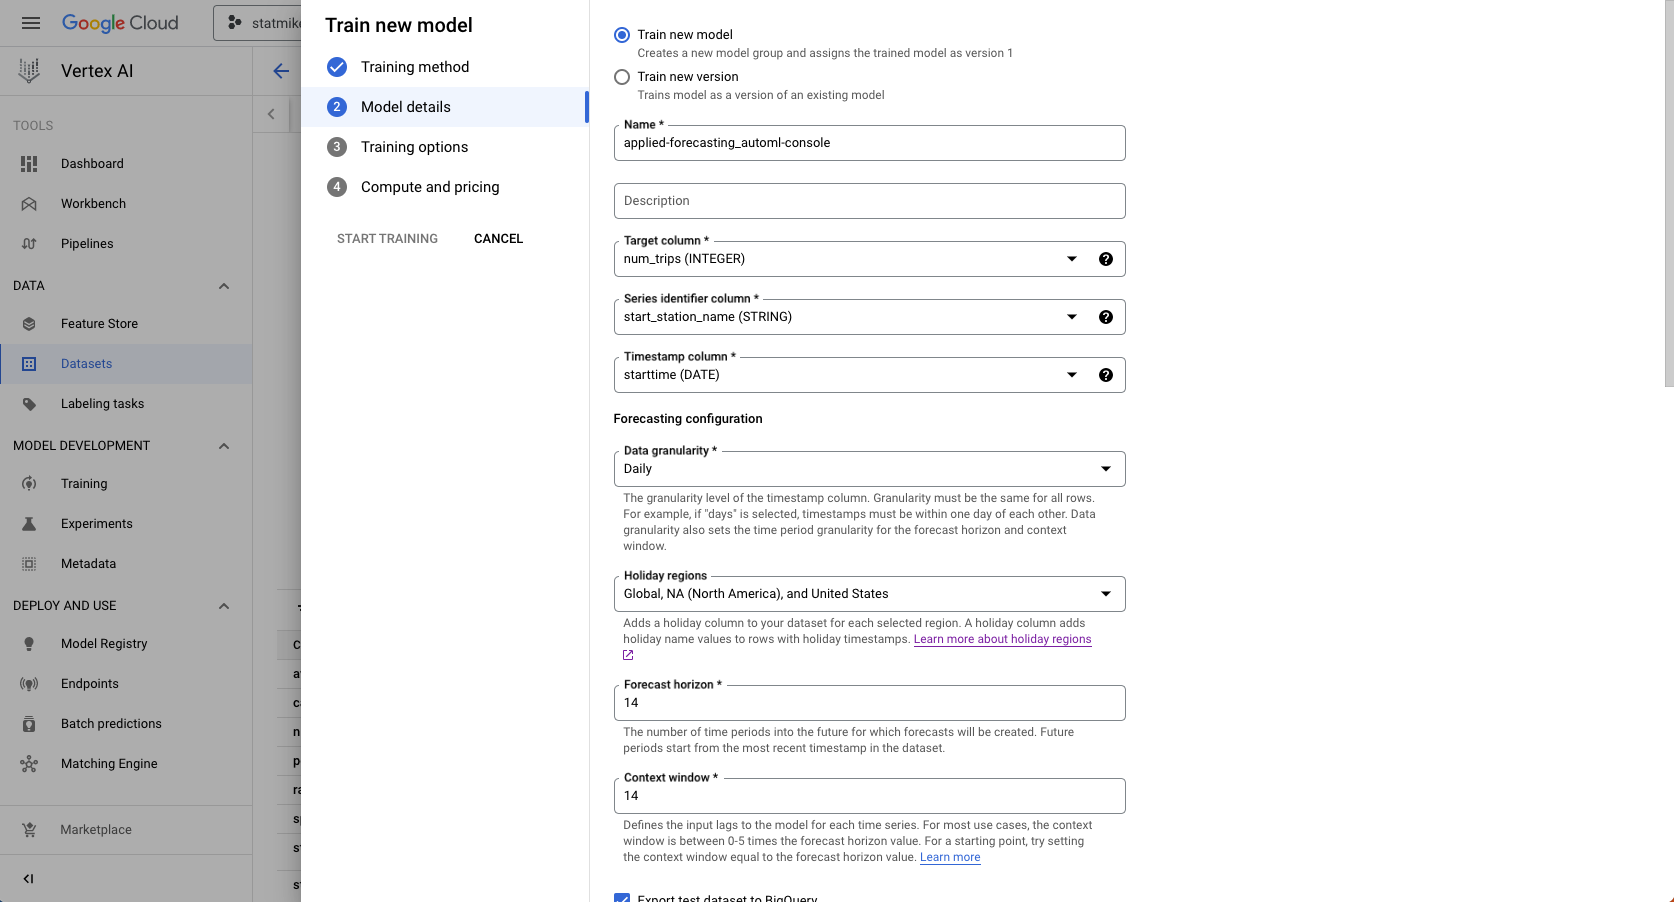 Google Cloud
statmike
Vertex AI
TOOLS
Dashboard
Workbench
Pipelines
DATA
Feature Store
Datasets
Labeling tasks
MODEL DEVELOPMENT
Training
Experiments
Metadata
DEPLOY AND USE
Model Registry
Endpoints
Batch predictions
Matching Engine
Marketplace
Train new model
Training method
2 Model details
3 Training options
4 Compute and pricing
START TRAINING CANCEL
Train new model
Creates a new model group and assigns the trained model as version 1
Train new version
Trains model as a version of an existing model
Name *
applied-forecasting_automl-console
Description
Target column *
num_trips (INTEGER)
Series identifier column *
start_station_name (STRING)
Timestamp column *
starttime (DATE)
Forecasting configuration
Data granularity *
Daily
The granularity level of the timestamp column. Granularity must be the same for all rows.
For example, if "days" is selected, timestamps must be within one day of each other. Data
granularity also sets the time period granularity for the forecast horizon and context
window.
Holiday regions
Global, NA (North America), and United States
Adds a holiday column to your dataset for each selected region. A holiday column adds
holiday name values to rows with holiday timestamps. Learn more about holiday regions
Forecast horizon *
14
The number of time periods into the future for which forecasts will be created. Future
periods start from the most recent timestamp in the dataset.
Context window *
14
Defines the input lags to the model for each time series. For most use cases, the context
window is between 0-5 times the forecast horizon value. For a starting point, try setting
the context window equal to the forecast horizon value. Learn more
Export test dataset to BigQuery